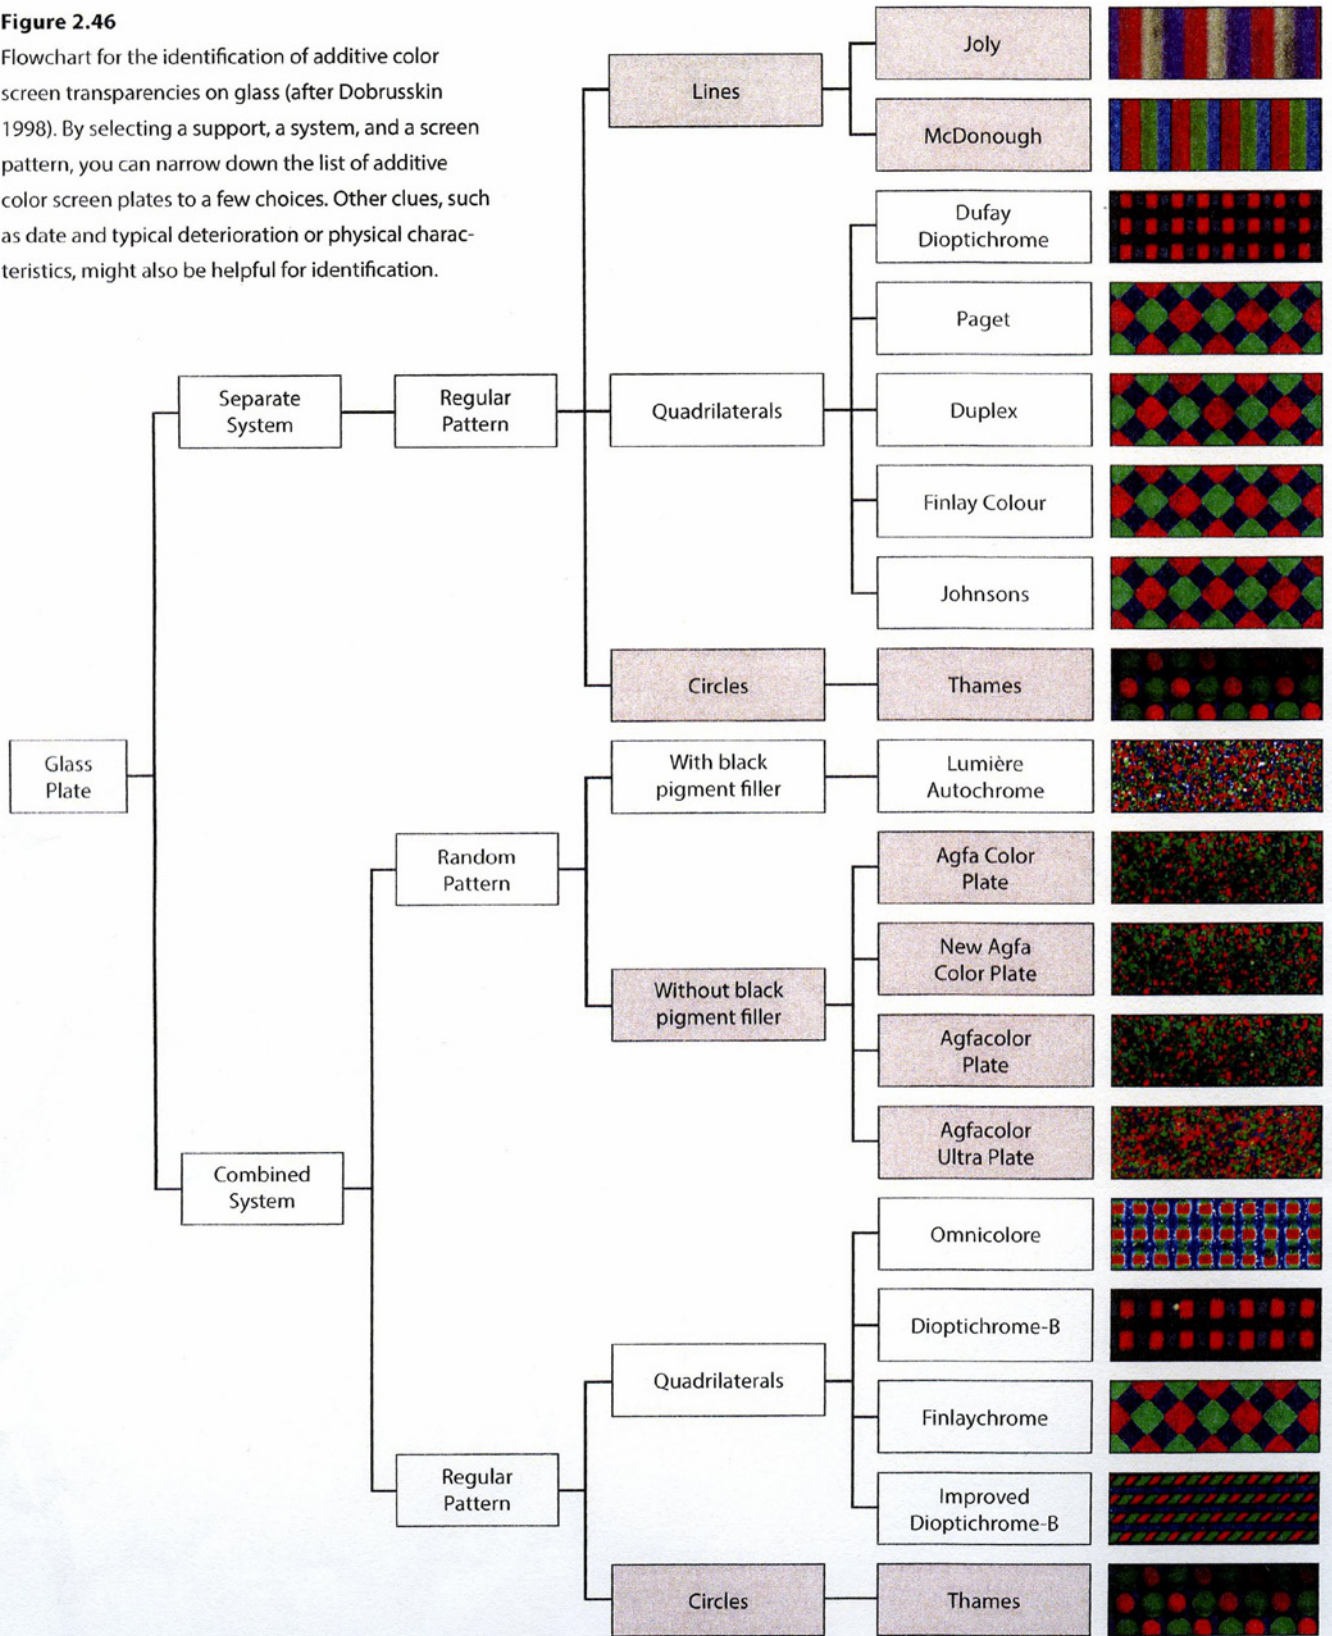 Figure 2.46
Flowchart for the identification of additive color
screen transparencies on glass (after Dobrusskin
1998). By selecting a support, a system, and a screen
pattern, you can narrow down the list of additive
color screen plates to a few choices. Other clues, such
as date and typical deterioration or physical charac-
teristics, might also be helpful for identification.
Glass
Plate
Separate
System
Regular
Pattern
Lines
Joly
McDonough
Quadrilaterals
Dufay
Dioptichrome
Paget
Duplex
Finlay Colour
Johnsons
Circles
Thames
Combined
System
Random
Pattern
With black
pigment filler
Lumière
Autochrome
Without black
pigment filler
Agfa Color
Plate
New Agfa
Color Plate
Agfacolor
Plate
Agfacolor
Ultra Plate
Regular
Pattern
Quadrilaterals
Omnicolore
Dioptichrome-B
Finlaychrome
Improved
Dioptichrome-B
Circles
Thames